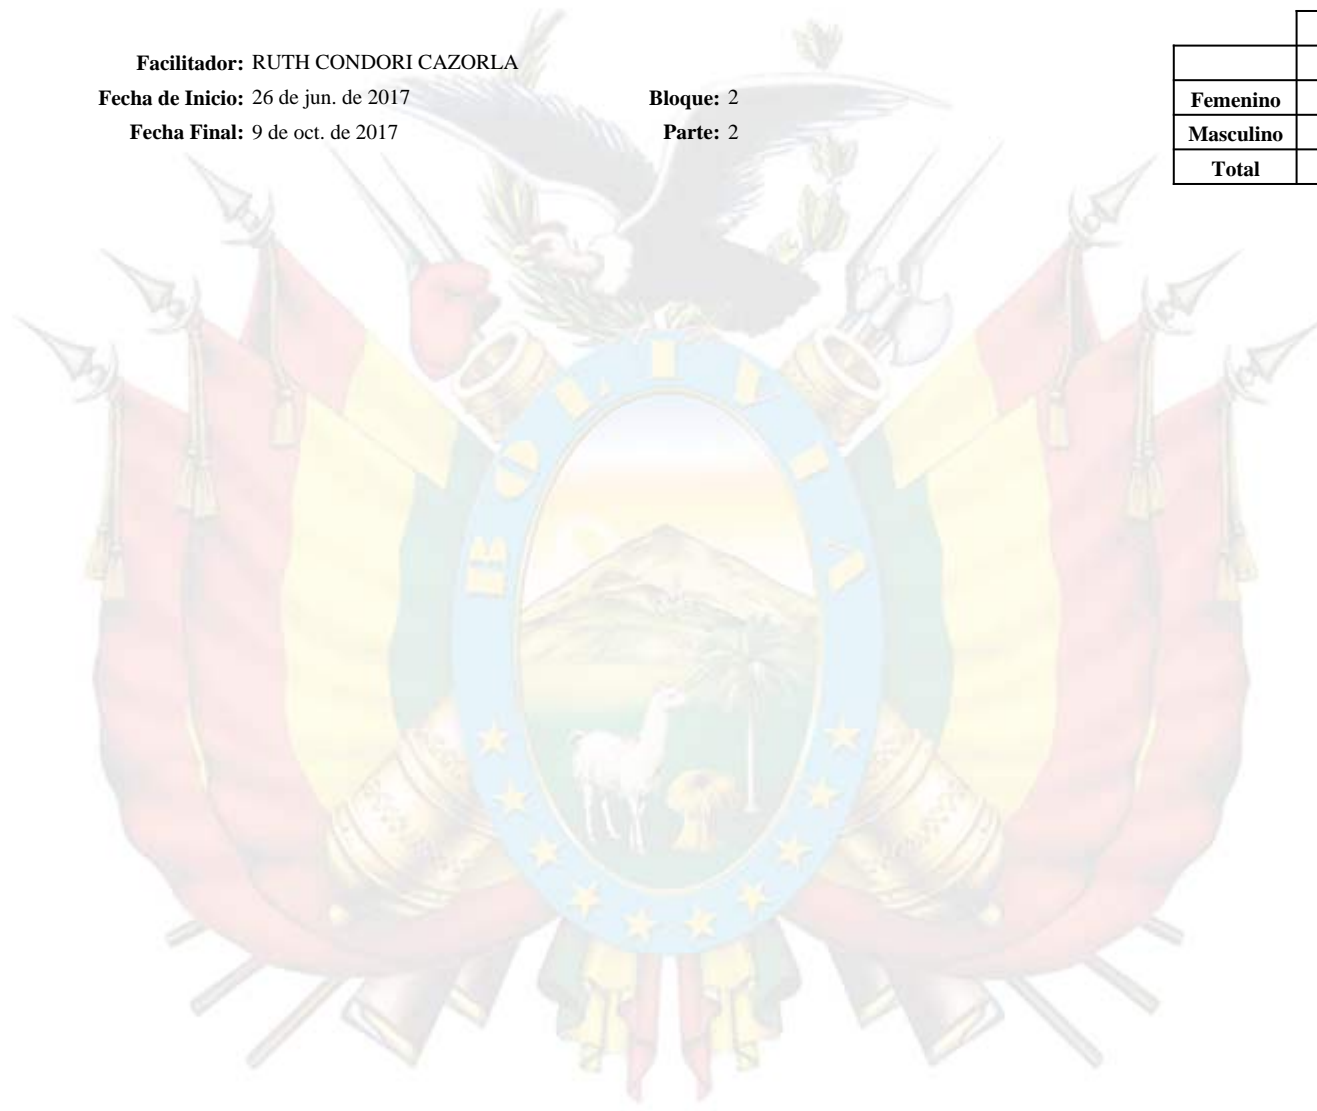 Facilitador: RUTH CONDORI CAZORLA
Fecha de Inicio: 26 de jun. de 2017 Bloque: 2
Fecha Final: 9 de oct. de 2017 Parte: 2
Femenino
Masculino
Total
BOLIVIA